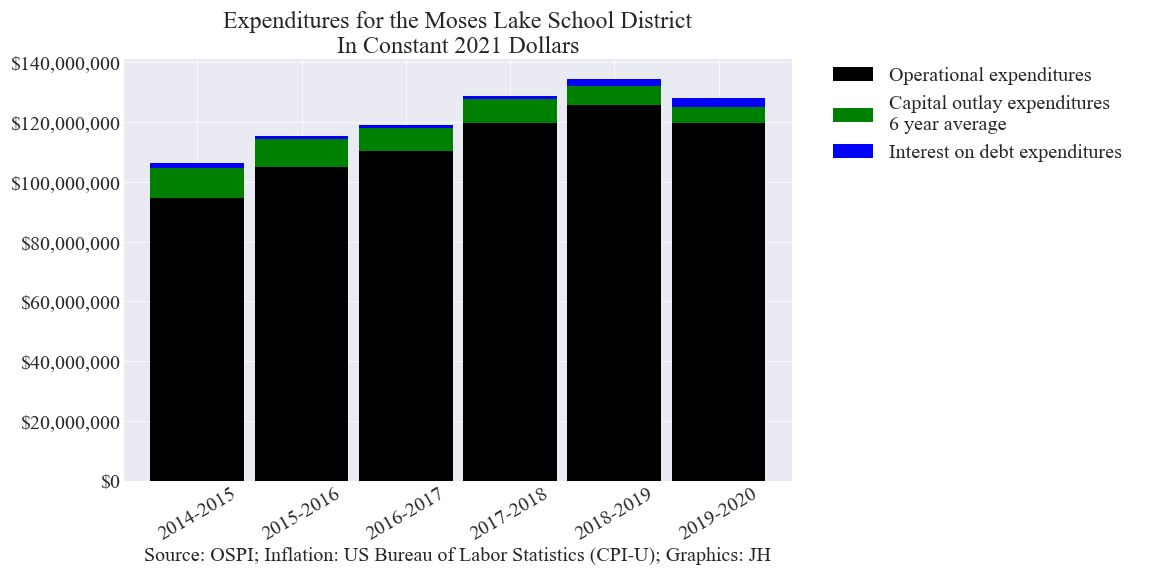 Expenditures for the Moses Lake School District
In Constant 2021 Dollars
$140,000,000
$120,000,000
$100,000,000
$80,000,000
$60,000,000
$40,000,000
$20,000,000
$0
2014-2015
2015-2016
2016-2017
2017-2018
2018-2019
2019-2020
Source: OSPI; Inflation: US Bureau of Labor Statistics (CPI-U); Graphics: JH
Operational expenditures
Capital outlay expenditures
6 year average
Interest on debt expenditures